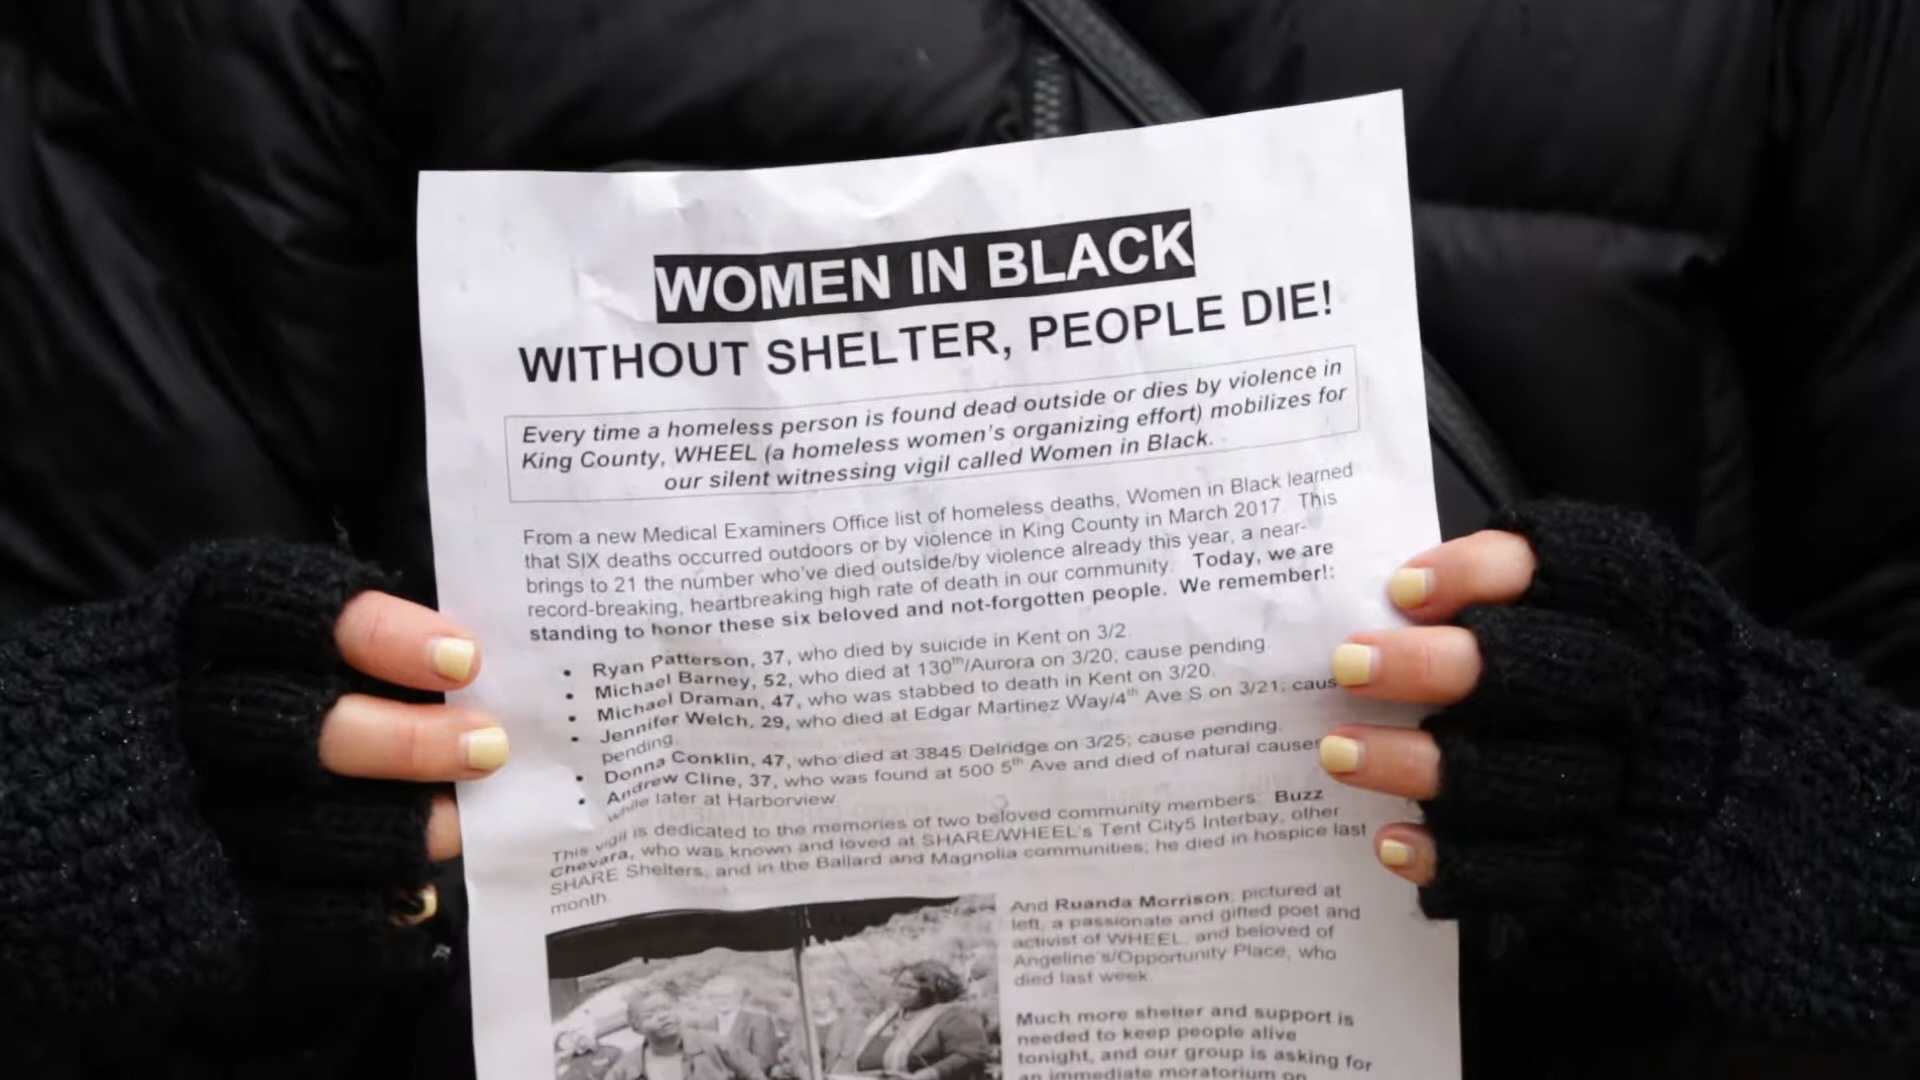 WOMEN IN BLACK
WITHOUT SHELTER, PEOPLE DIE!
Every time a homeless person is found dead outside or dies by violence in
King County, WHEEL (a homeless women's organizing effort) mobilizes for
our silent witnessing vigil called Women in Black.
From a new Medical Examiners Office list of homeless deaths, Women in Black learned
that SIX deaths occurred outdoors or by violence in King County in March 2017. This
brings to 21 the number who've died outside/by violence already this year, a near-
record-breaking, heartbreaking high rate of death in our community. Today, we are
standing to honor these six beloved and not-forgotten people. We remember!:
• Ryan Patterson, 37, who died by suicide in Kent on 3/2.
• Michael Barney, 52, who died at 130th/Aurora on 3/20; cause pending.
• Michael Draman, 47, who was stabbed to death in Kent on 3/20.
• Jennifer Welch, 29, who died at Edgar Martinez Way/4th Ave S on 3/21; caus
pending.
• Donna Conklin, 47, who died at 3845 Delridge on 3/25; cause pending.
• Andrew Cline, 37, who was found at 500 5th Ave and died of natural causes
while later at Harborview.
This vigil is dedicated to the memories of two beloved community members. Buzz
Chevara, who was known and loved at SHARE/WHEEL's Tent City5 Interbay, other
SHARE Shelters, and in the Ballard and Magnolia communities; he died in hospice last
month.
And Ruanda Morrison, pictured at
left, a passionate and gifted poet and
activist of WHEEL, and beloved of
Angeline's/Opportunity Place, who
died last week.
Much more shelter and support is
needed to keep people alive
tonight, and our group is asking for
an immediate moratorium on